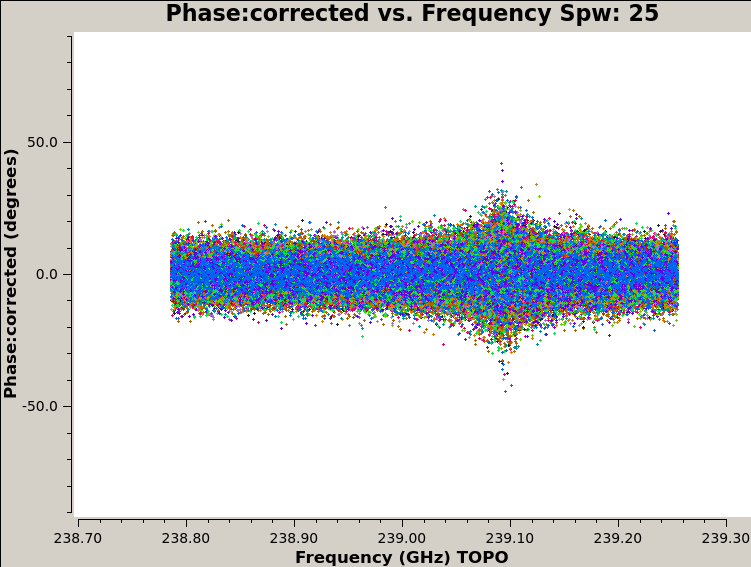 Phase:corrected vs. Frequency Spw: 25
Phase:corrected (degrees)
50.0
0.0
-50.0
238.70 238.80 238.90 239.00 239.10 239.20 239.30
Frequency (GHz) TOPO